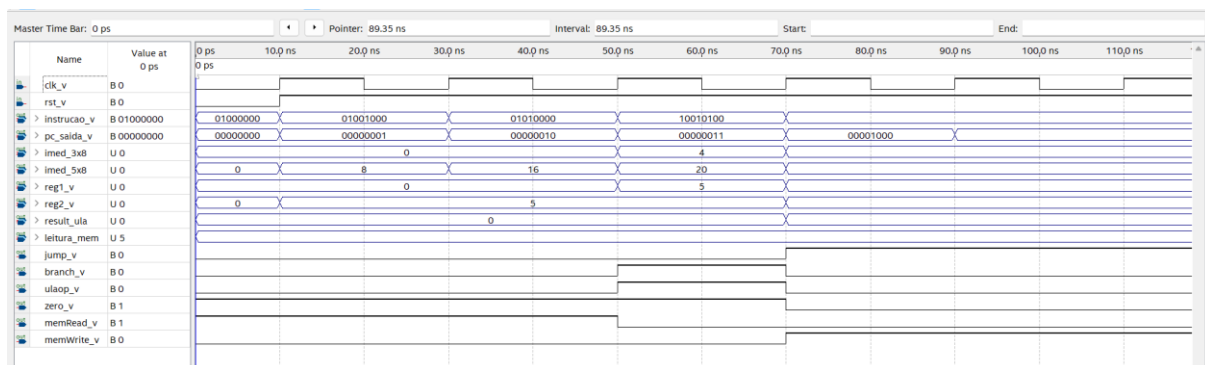 Master Time Bar: 0 ps Pointer: 89.35 ns Interval: 89.35 ns Start: End:
Name Value at 0 ps 0 ps 10,0 ns 20,0 ns 30,0 ns 40,0 ns 50,0 ns 60,0 ns 70,0 ns 80,0 ns 90,0 ns 100,0 ns 110,0 ns
0 ps
clk_v B 0
rst_v B 0
instrucao_v B 01000000 01000000 01001000 01010000 10010100
pc_saida_v B 00000000 00000000 00000001 00000010 00000011 00001000
imed_3x8 U 0 0 4
imed_5x8 U 0 0 8 16 20
reg1_v U 0 0 5
reg2_v U 0 0 5
result_ula U 0 0
leitura_mem U 5
jump_v B 0
branch_v B 0
ulaop_v B 0
zero_v B 1
memRead_v B 1
memWrite_v B 0